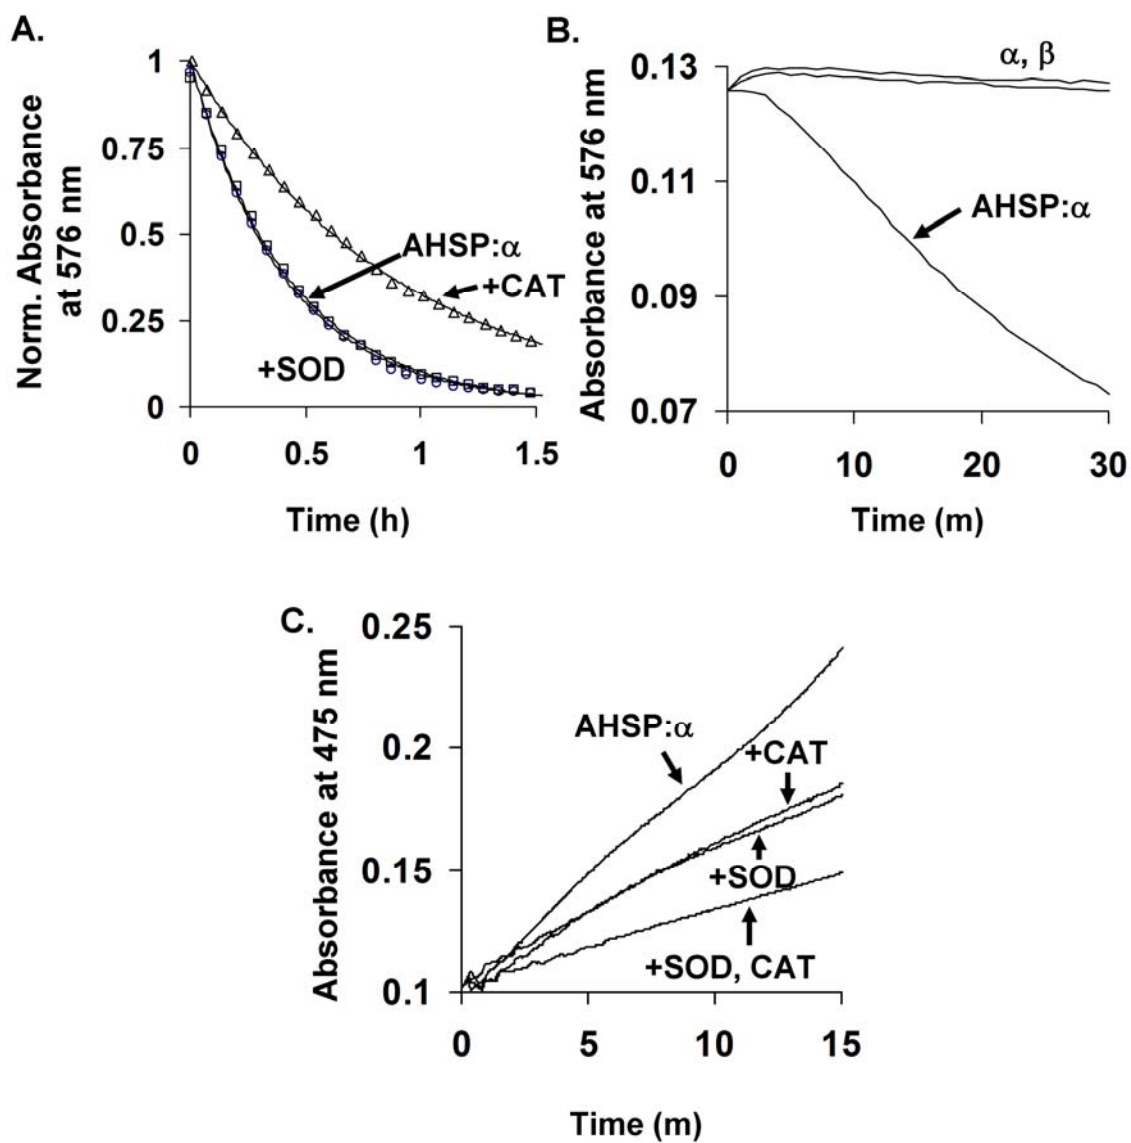 A.
Norm. Absorbance
at 576 nm
1
0.75
0.5
0.25
0
AHSP:α
+CAT
+SOD
0
0.5
1
1.5
Time (h)
B.
Absorbance at 576 nm
0.13
0.11
0.09
0.07
α, β
AHSP:α
0
10
20
30
Time (m)
C.
Absorbance at 475 nm
0.25
0.2
0.15
0.1
AHSP:α
+CAT
+SOD
+SOD, CAT
0
5
10
15
Time (m)